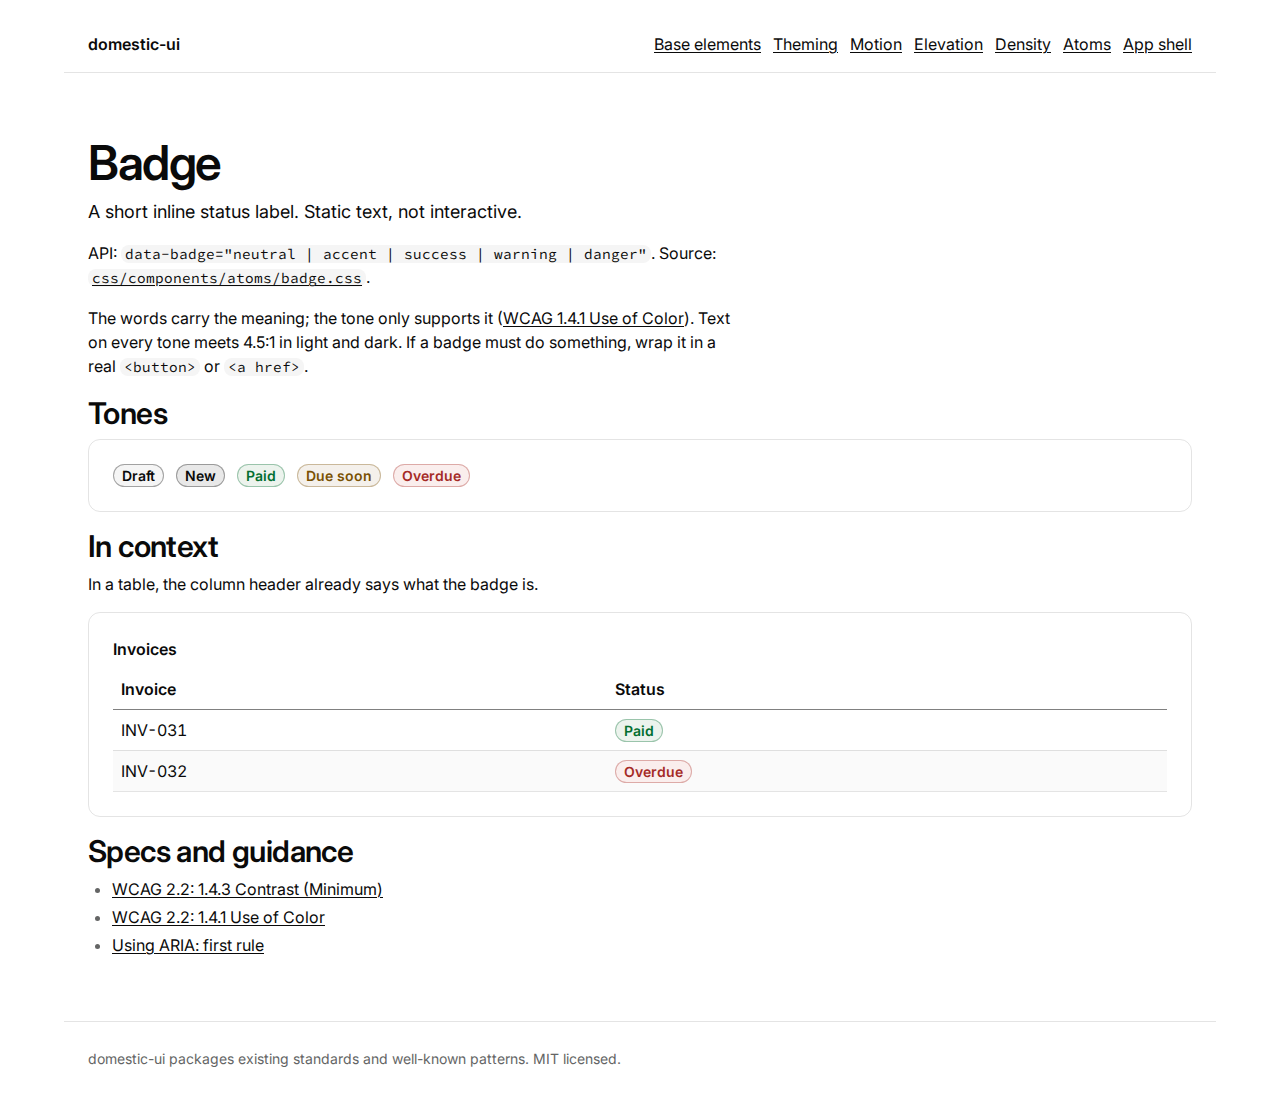 domestic-ui
Base elements Theming Motion Elevation Density Atoms App shell
Badge
A short inline status label. Static text, not interactive.
API: data-badge="neutral | accent | success | warning | danger". Source:
css/components/atoms/badge.css.
The words carry the meaning; the tone only supports it (WCAG 1.4.1 Use of Color). Text
on every tone meets 4.5:1 in light and dark. If a badge must do something, wrap it in a
real <button> or <a href>.
Tones
Draft New Paid Due soon Overdue
In context
In a table, the column header already says what the badge is.
Invoices
Invoice Status
INV-031 Paid
INV-032 Overdue
Specs and guidance
WCAG 2.2: 1.4.3 Contrast (Minimum)
WCAG 2.2: 1.4.1 Use of Color
Using ARIA: first rule
domestic-ui packages existing standards and well-known patterns. MIT licensed.